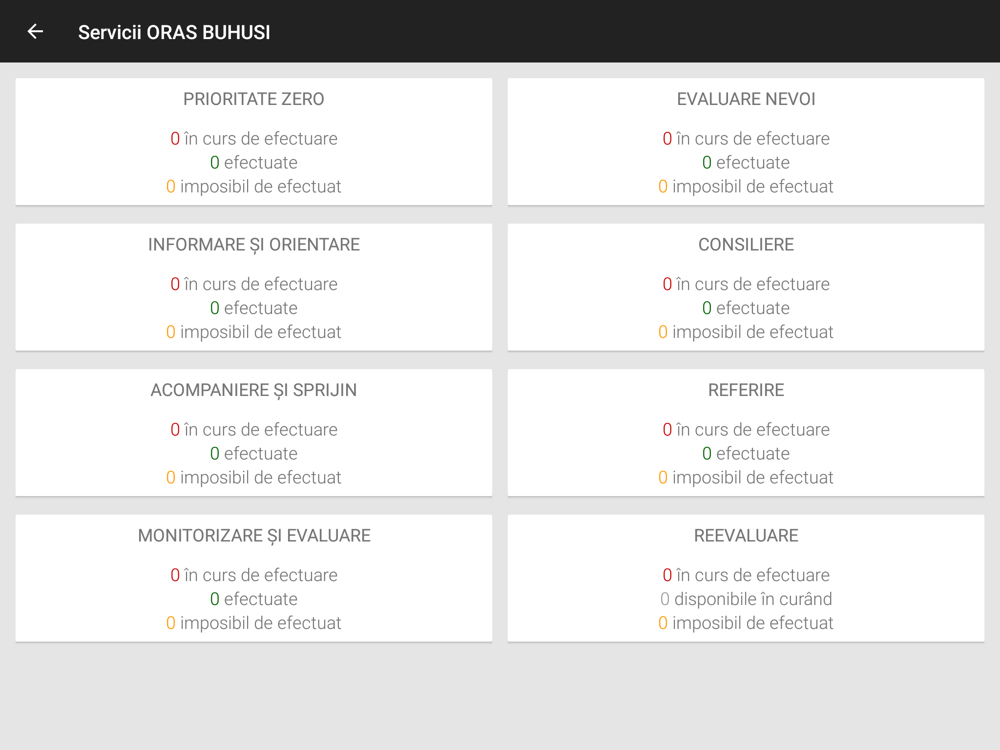 Servicii ORAS BUHUSI
PRIORITATE ZERO
0 în curs de efectuare
0 efectuate
0 imposibil de efectuat
EVALUARE NEVOI
0 în curs de efectuare
0 efectuate
0 imposibil de efectuat
INFORMARE ȘI ORIENTARE
0 în curs de efectuare
0 efectuate
0 imposibil de efectuat
CONSILIERE
0 în curs de efectuare
0 efectuate
0 imposibil de efectuat
ACOMPANIERE ȘI SPRIJIN
0 în curs de efectuare
0 efectuate
0 imposibil de efectuat
REFERIRE
0 în curs de efectuare
0 efectuate
0 imposibil de efectuat
MONITORIZARE ȘI EVALUARE
0 în curs de efectuare
0 efectuate
0 imposibil de efectuat
REEVALUARE
0 în curs de efectuare
0 disponibile în curând
0 imposibil de efectuat